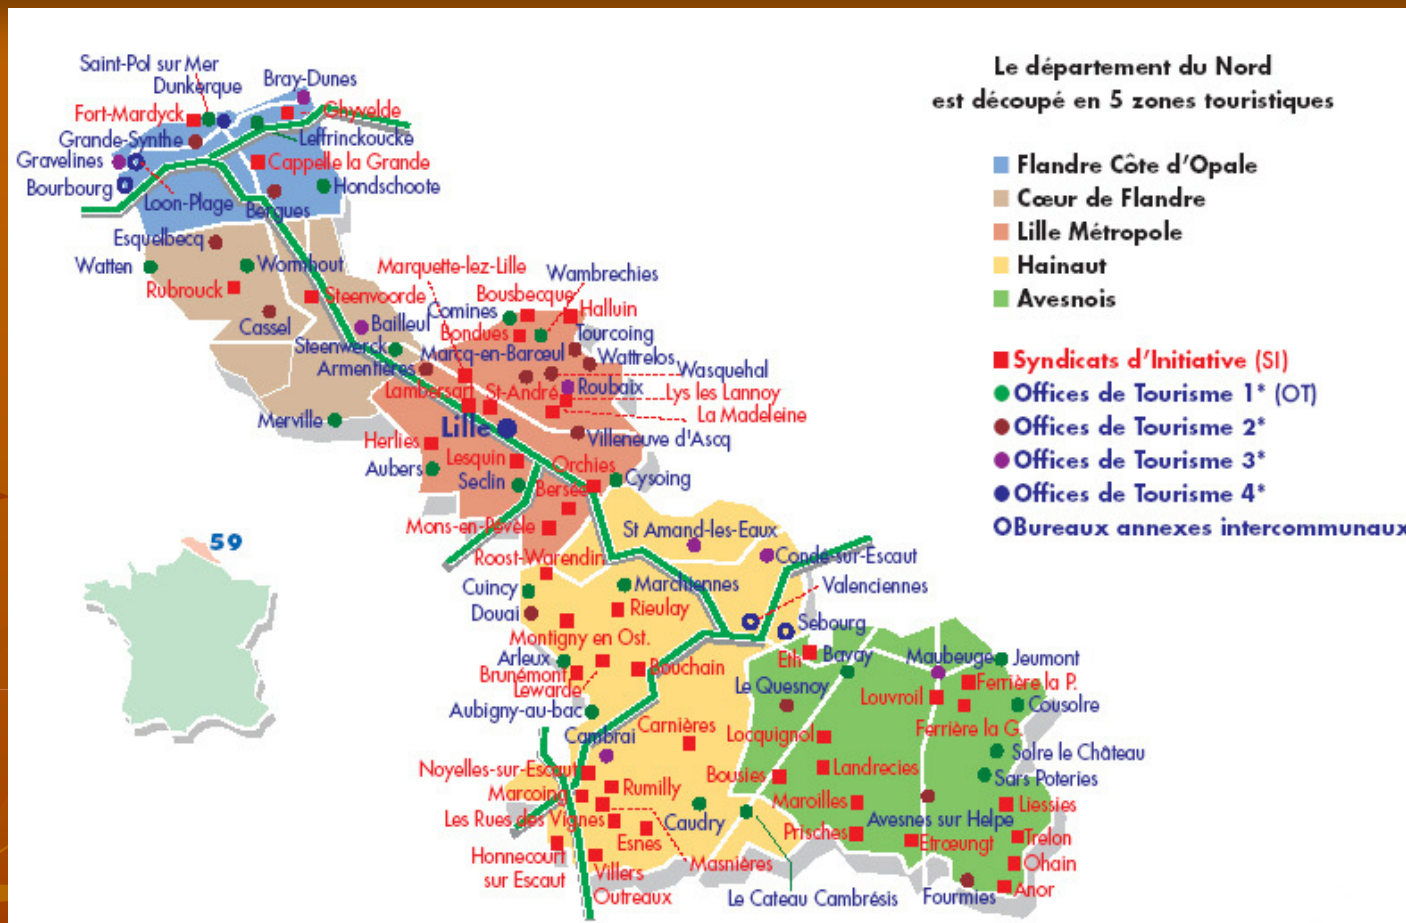 Le département du Nord
est découpé en 5 zones touristiques
Flandre Côte d'Opale
Cœur de Flandre
Lille Métropole
Hainaut
Avesnois
Syndicats d'Initiative (SI)
Offices de Tourisme 1* (OT)
Offices de Tourisme 2*
Offices de Tourisme 3*
Offices de Tourisme 4*
Bureaux annexes intercommunaux
Saint-Pol sur Mer
Dunkerque
Bray-Dunes
Fort-Mardyck
Ghyvelde
Grande-Synthe
Leffrinckoucke
Gravelines
Cappelle la Grande
Bourbourg
Hondschoote
Loon-Plage
Bergues
Esquelbecq
Watten
Wormhout
Rubrouck
Steenvoorde
Cassel
Bailleul
Steenwerck
Armentières
Merville
Marquette-lez-Lille
Wambrechies
Bousbecque
Comines
Halluin
Bondues
Tourcoing
Marcq-en-Barœul
Wattrelos
Wasquehal
Lambersart
St-André
Roubaix
Lys les Lannoy
La Madeleine
Lille
Villeneuve d'Ascq
Herlies
Lesquin
Orchies
Aubers
Seclin
Bersée
Cysoing
Mons-en-Pévèle
St Amand-les-Eaux
Roost-Warendin
Condé-sur-Escaut
59
Cuincy
Marchiennes
Valenciennes
Douai
Rieulay
Sebourg
Montigny en Ost.
Arleux
Eth
Bavay
Maubeuge
Jeumont
Brunémont
Bouchain
Lewarde
Le Quesnoy
Louvroil
Ferrière la P.
Cousolre
Aubigny-au-bac
Carnières
Ferrière la G.
Cambrai
Locquignol
Solre le Château
Noyelles-sur-Escaut
Bousies
Landrecies
Sars Poteries
Rumilly
Marcoing
Maroilles
Liessies
Les Rues des Vignes
Caudry
Avesnes sur Helpe
Esnes
Prisches
Etrœungt
Trelon
Honnecourt
sur Escaut
Masnières
Ohain
Villers
Outreaux
Le Cateau Cambrésis
Fourmies
Anor